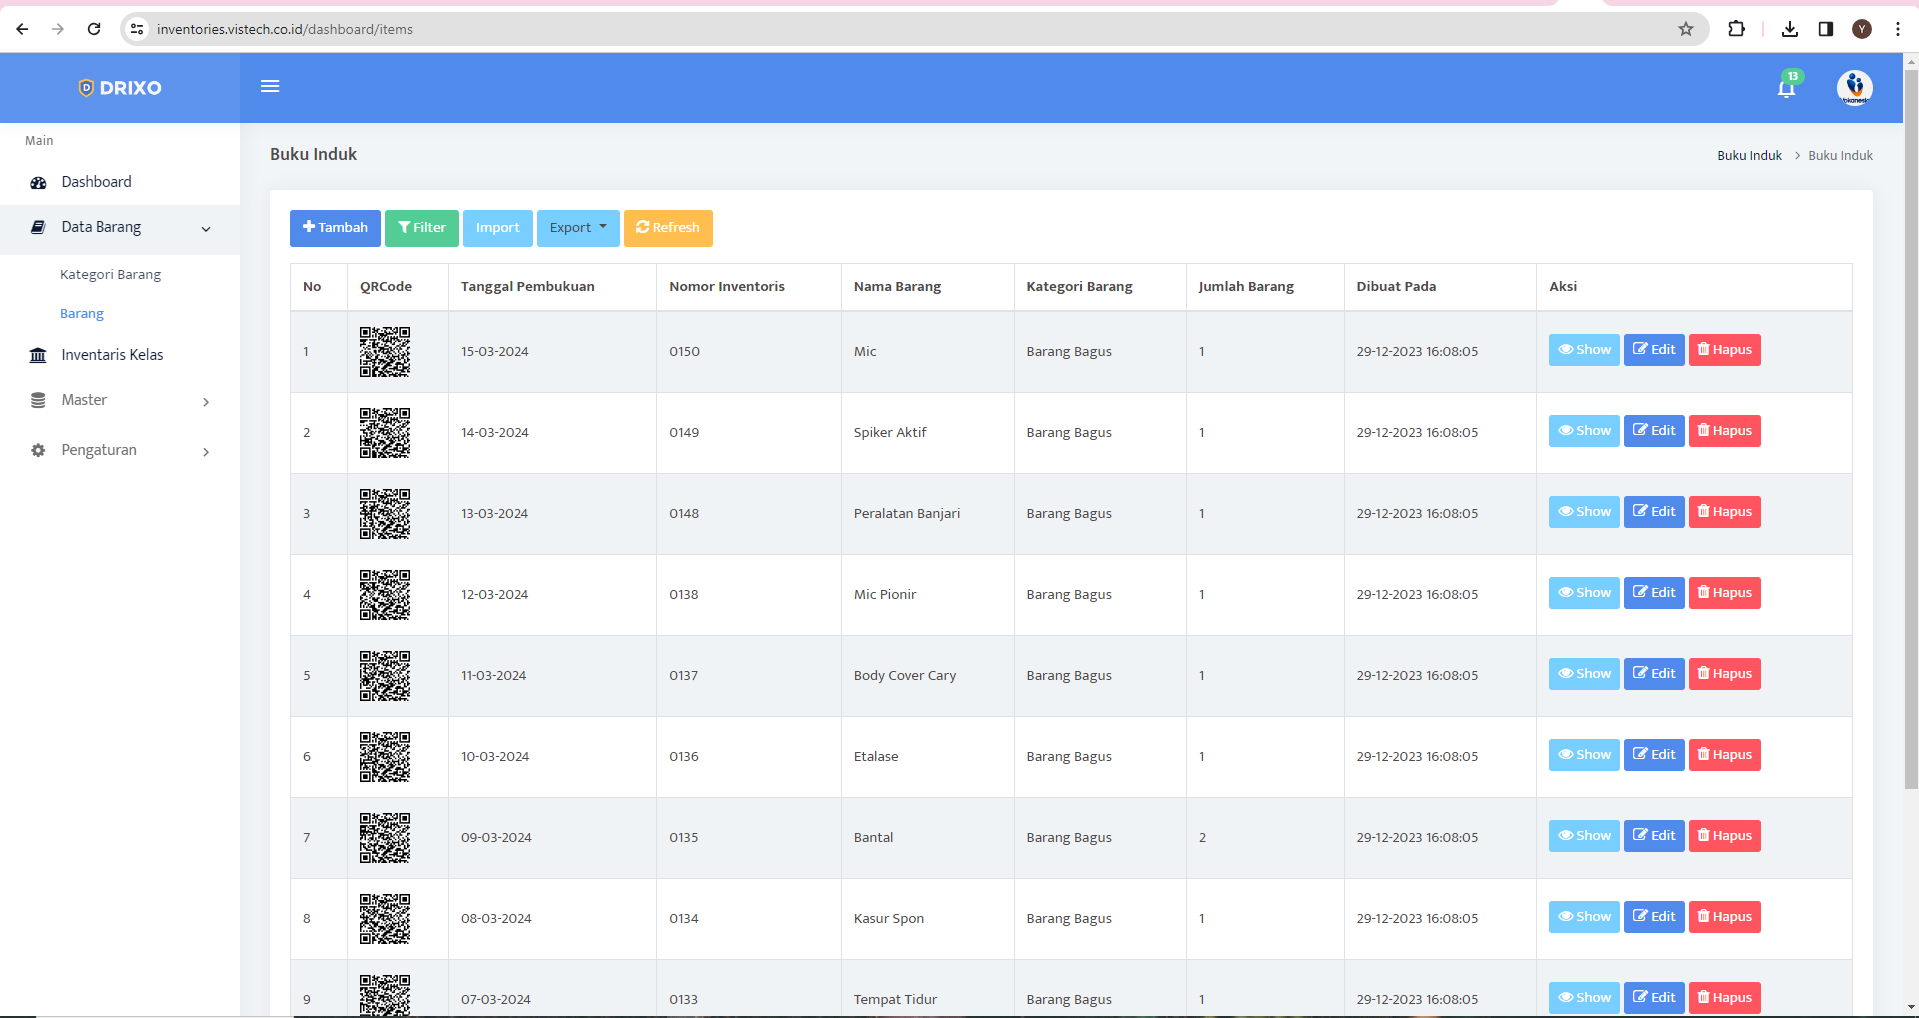 inventories.vistech.co.id/dashboard/items
Y
DRIXO
13
Main
Dashboard
Data Barang
Kategori Barang
Barang
Inventaris Kelas
Master
Pengaturan
Buku Induk
Buku Induk > Buku Induk
Tambah Filter Import Export Refresh
No QRCode Tanggal Pembukuan Nomor Inventoris Nama Barang Kategori Barang Jumlah Barang Dibuat Pada Aksi
1 15-03-2024 0150 Mic Barang Bagus 1 29-12-2023 16:08:05 Show Edit Hapus
2 14-03-2024 0149 Spiker Aktif Barang Bagus 1 29-12-2023 16:08:05 Show Edit Hapus
3 13-03-2024 0148 Peralatan Banjari Barang Bagus 1 29-12-2023 16:08:05 Show Edit Hapus
4 12-03-2024 0138 Mic Pionir Barang Bagus 1 29-12-2023 16:08:05 Show Edit Hapus
5 11-03-2024 0137 Body Cover Cary Barang Bagus 1 29-12-2023 16:08:05 Show Edit Hapus
6 10-03-2024 0136 Etalase Barang Bagus 1 29-12-2023 16:08:05 Show Edit Hapus
7 09-03-2024 0135 Bantal Barang Bagus 2 29-12-2023 16:08:05 Show Edit Hapus
8 08-03-2024 0134 Kasur Spon Barang Bagus 1 29-12-2023 16:08:05 Show Edit Hapus
9 07-03-2024 0133 Tempat Tidur Barang Bagus 1 29-12-2023 16:08:05 Show Edit Hapus